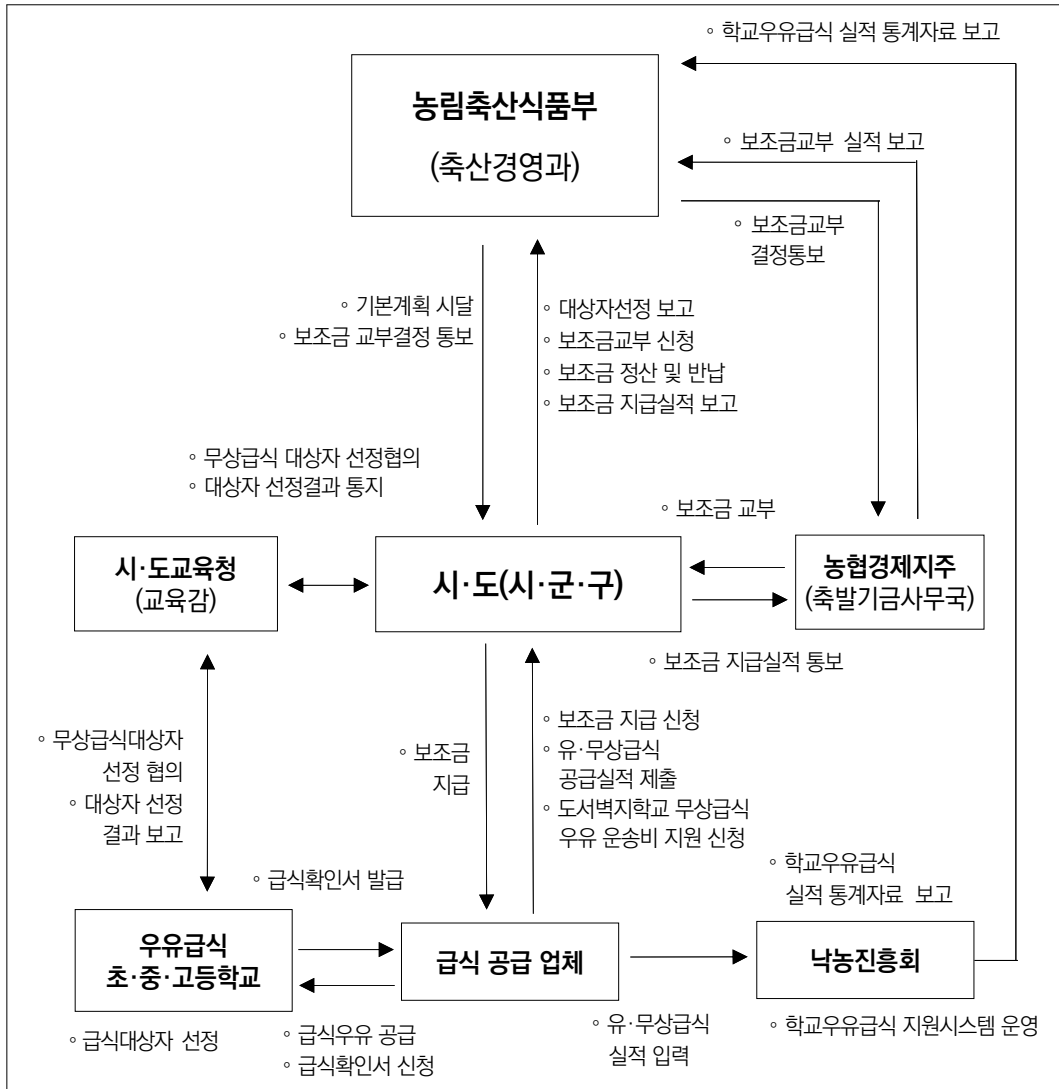 ◦ 학교우유급식 실적 통계자료 보고
농림축산식품부
(축산경영과)
◦ 보조금교부 실적 보고
◦ 보조금교부
결정통보
◦ 기본계획 시달
◦ 보조금 교부결정 통보
◦ 대상자선정 보고
◦ 보조금교부 신청
◦ 보조금 정산 및 반납
◦ 보조금 지급실적 보고
◦ 무상급식 대상자 선정협의
◦ 대상자 선정결과 통지
◦ 보조금 교부
시·도교육청
(교육감)
시·도(시·군·구)
농협경제지주
(축발기금사무국)
◦ 보조금 지급실적 통보
◦ 무상급식대상자
선정 협의
◦ 대상자 선정
결과 보고
◦ 보조금
지급
◦ 보조금 지급 신청
◦ 유·무상급식
공급실적 제출
◦ 도서벽지학교 무상급식
우유 운송비 지원 신청
◦ 급식확인서 발급
◦ 학교우유급식
실적 통계자료 보고
우유급식
초·중·고등학교
급식 공급 업체
낙농진흥회
◦ 급식대상자 선정
◦ 급식우유 공급
◦ 급식확인서 신청
◦ 유·무상급식
실적 입력
◦ 학교우유급식 지원시스템 운영